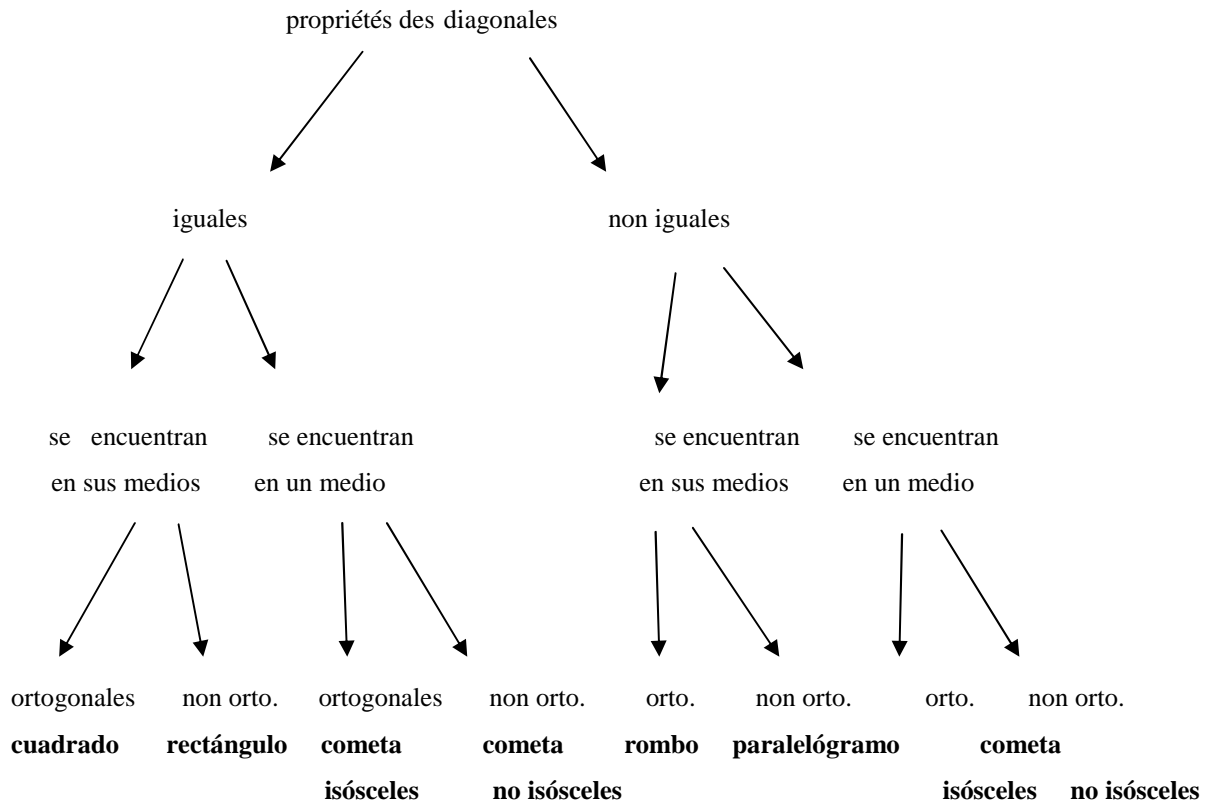 propriétés des diagonales
iguales non iguales
se encuentran se encuentran se encuentran se encuentran
en sus medios en un medio en sus medios en un medio
ortogonales non orto. ortogonales non orto. orto. non orto. orto. non orto.
cuadrado rectángulo cometa cometa rombo paralelógramo cometa
isósceles no isósceles isósceles no isósceles